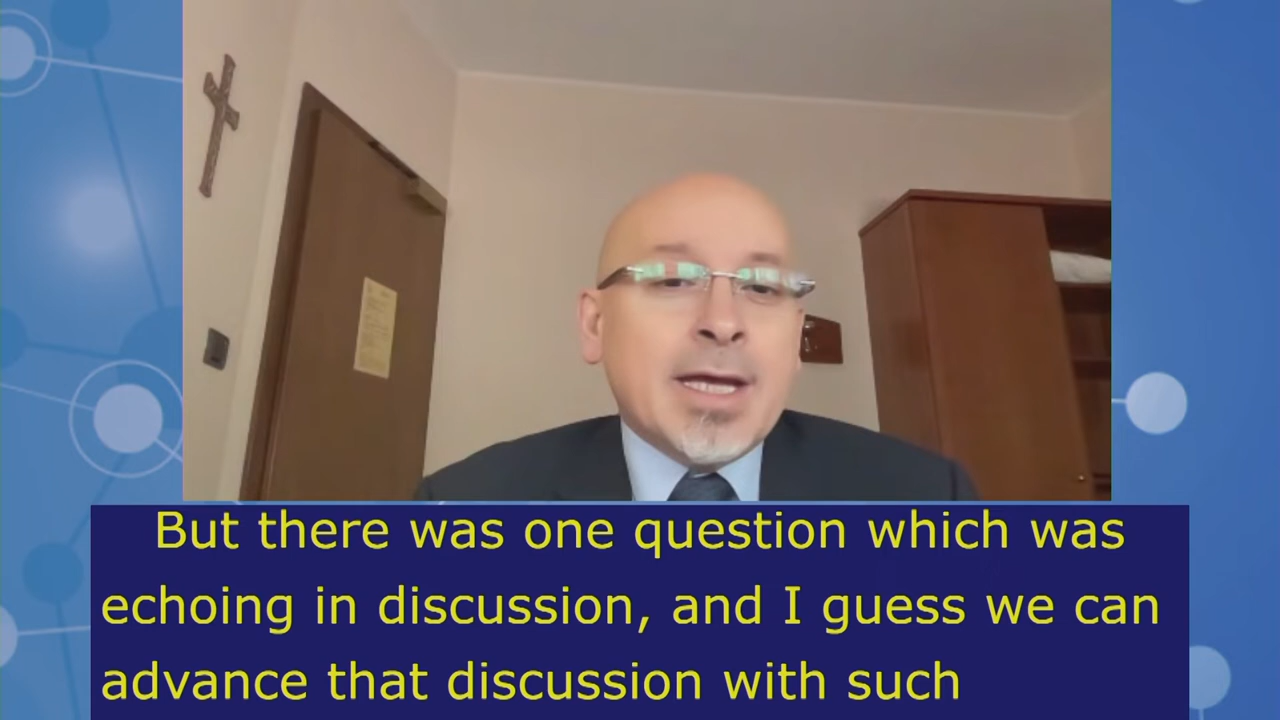 But there was one question which was
echoing in discussion, and I guess we can
advance that discussion with such